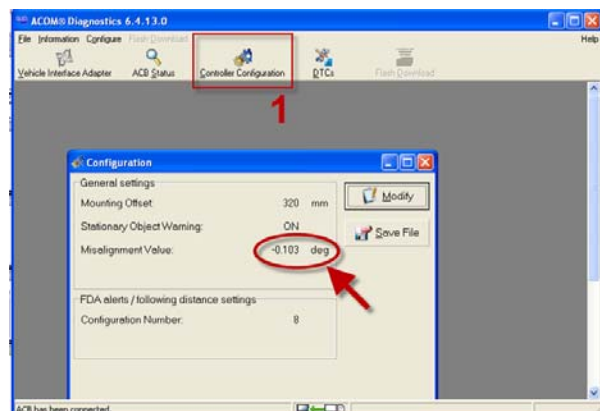 ACOM® Diagnostics 6.4.13.0
File Information Configure Flash Download Help
Vehicle Interface Adapter ACB Status Controller Configuration DTCs Flash Download
1
Configuration
General settings
Mounting Offset: 320 mm
Modify
Stationary Object Warning: ON
Save File
Misalignment Value: -0.103 deg
FDA alerts / following distance settings
Configuration Number: 8
ACB has been connected